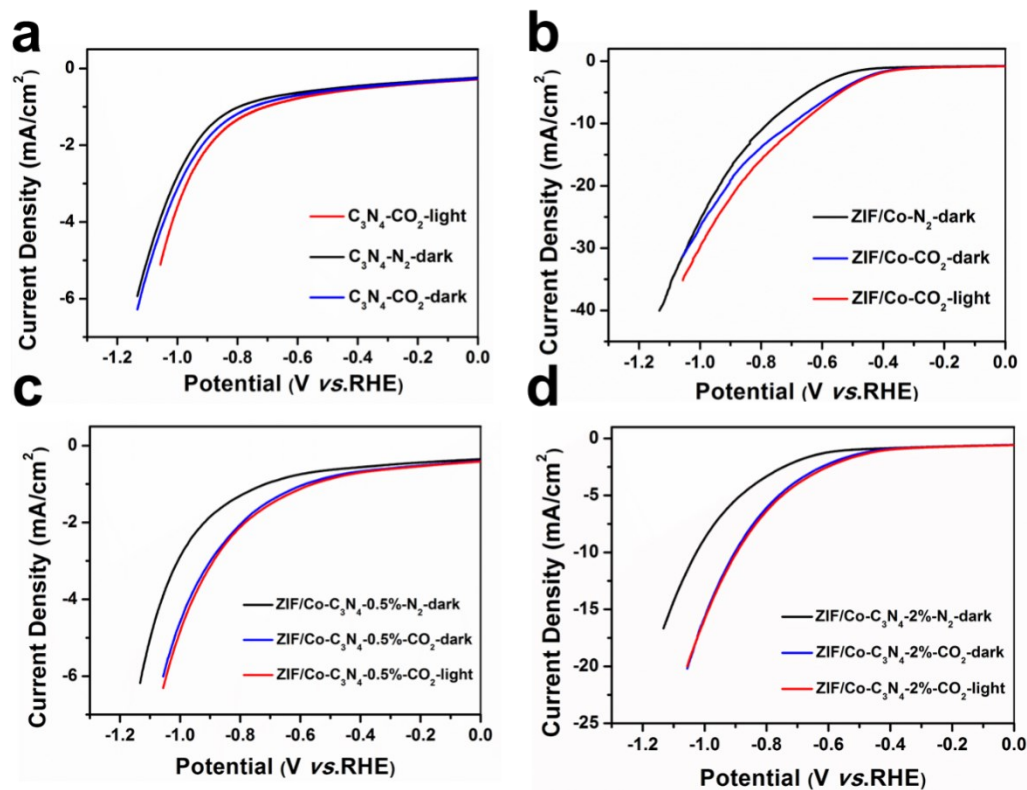 a
0
-2
-4
-6
Current Density (mA/cm²)
C₃N₄-CO₂-light
C₃N₄-N₂-dark
C₃N₄-CO₂-dark
-1.2 -1.0 -0.8 -0.6 -0.4 -0.2 0.0
Potential (V vs.RHE)
b
0
-10
-20
-30
-40
Current Density (mA/cm²)
ZIF/Co-N₂-dark
ZIF/Co-CO₂-dark
ZIF/Co-CO₂-light
-1.2 -1.0 -0.8 -0.6 -0.4 -0.2 0.0
Potential (V vs.RHE)
c
0
-2
-4
-6
Current Density (mA/cm²)
ZIF/Co-C₃N₄-0.5%-N₂-dark
ZIF/Co-C₃N₄-0.5%-CO₂-dark
ZIF/Co-C₃N₄-0.5%-CO₂-light
-1.2 -1.0 -0.8 -0.6 -0.4 -0.2 0.0
Potential (V vs.RHE)
d
0
-5
-10
-15
-20
-25
Current Density (mA/cm²)
ZIF/Co-C₃N₄-2%-N₂-dark
ZIF/Co-C₃N₄-2%-CO₂-dark
ZIF/Co-C₃N₄-2%-CO₂-light
-1.2 -1.0 -0.8 -0.6 -0.4 -0.2 0.0
Potential (V vs.RHE)